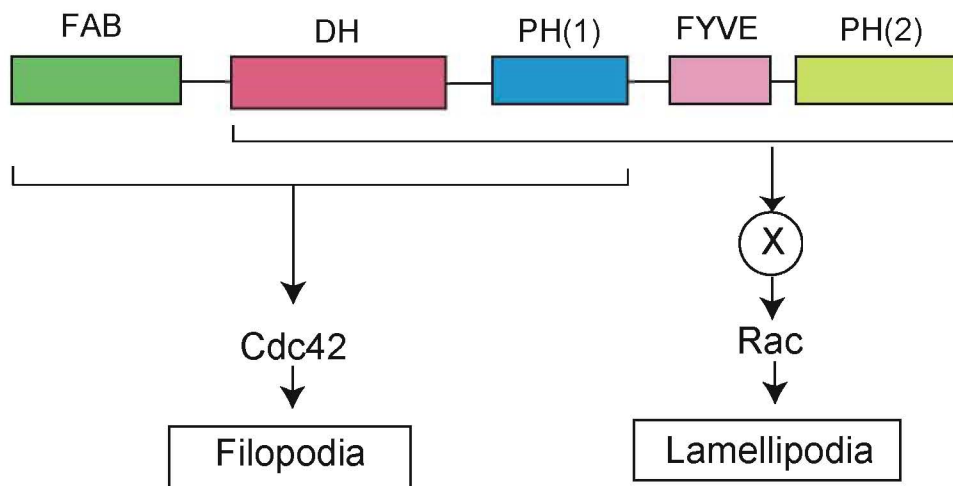 FAB DH PH(1) FYVE PH(2)
X
Cdc42 Rac
Filopodia Lamellipodia